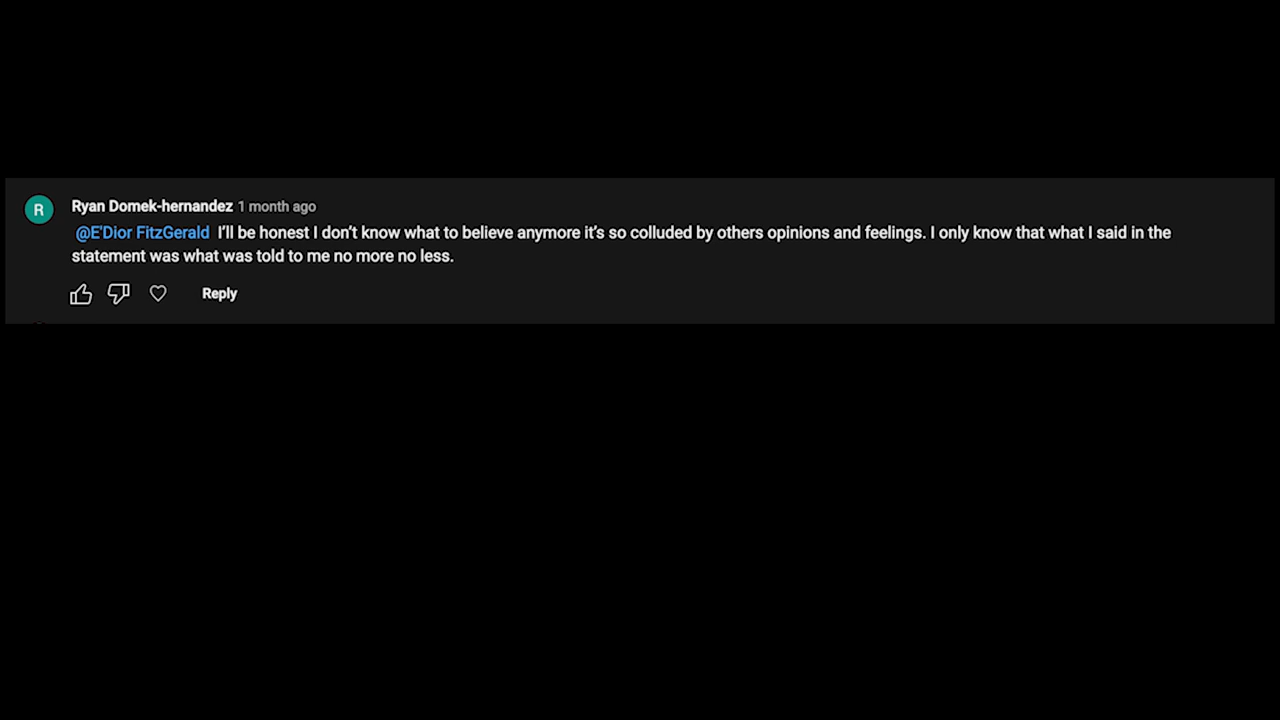 R
Ryan Domek-hernandez 1 month ago
@E'Dior FitzGerald I'll be honest I don't know what to believe anymore it's so colluded by others opinions and feelings. I only know that what I said in the
statement was what was told to me no more no less.
Reply